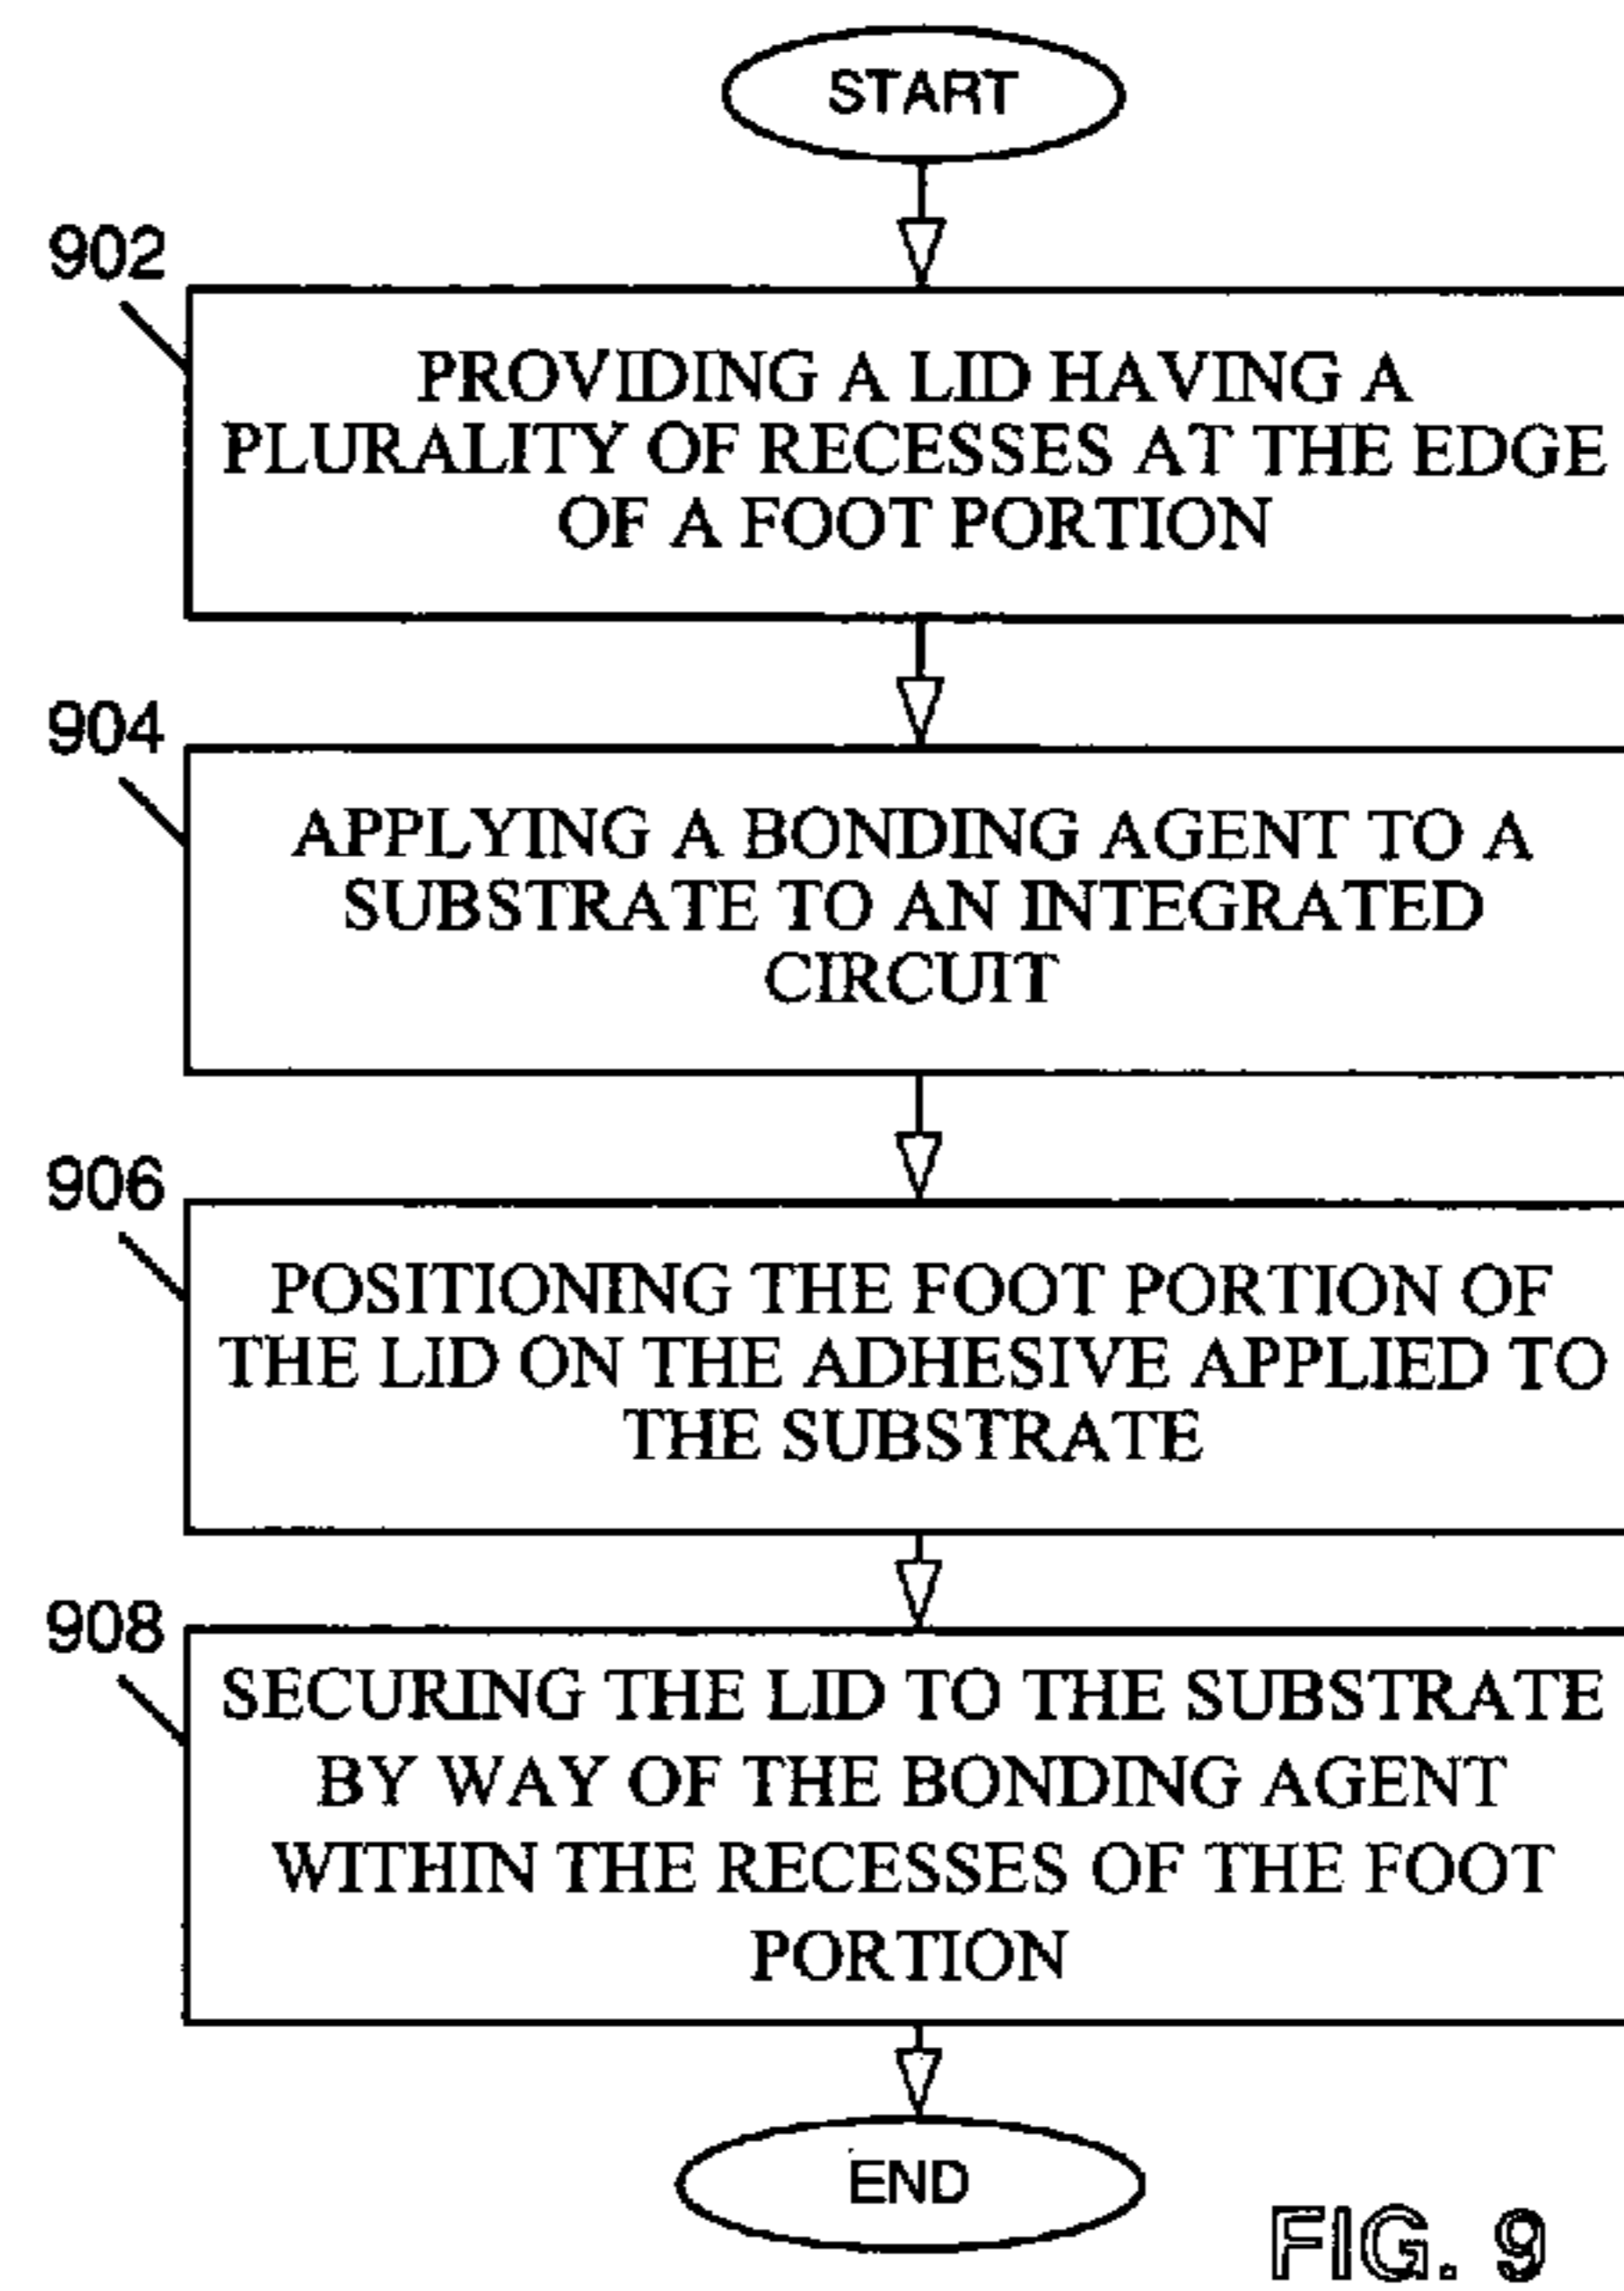 START
902
PROVIDING A LID HAVING A
PLURALITY OF RECESSES AT THE EDGE
OF A FOOT PORTION
904
APPLYING A BONDING AGENT TO A
SUBSTRATE TO AN INTEGRATED
CIRCUIT
906
POSITIONING THE FOOT PORTION OF
THE LID ON THE ADHESIVE APPLIED TO
THE SUBSTRATE
908
SECURING THE LID TO THE SUBSTRATE
BY WAY OF THE BONDING AGENT
WITHIN THE RECESSES OF THE FOOT
PORTION
END
FIG. 9